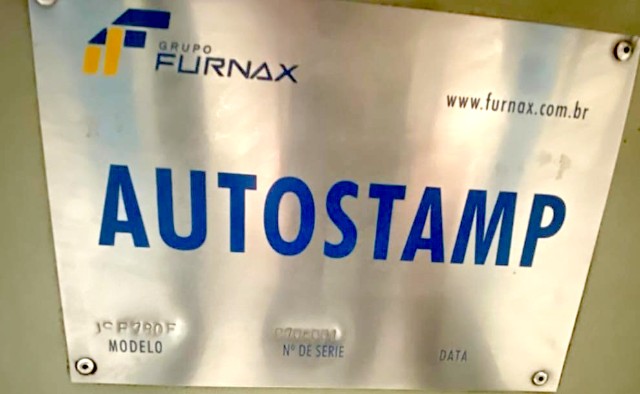 GRUPO
FURNAX
www.furnax.com.br
AUTOSTAMP
MODELO
Nº DE SÉRIE
DATA